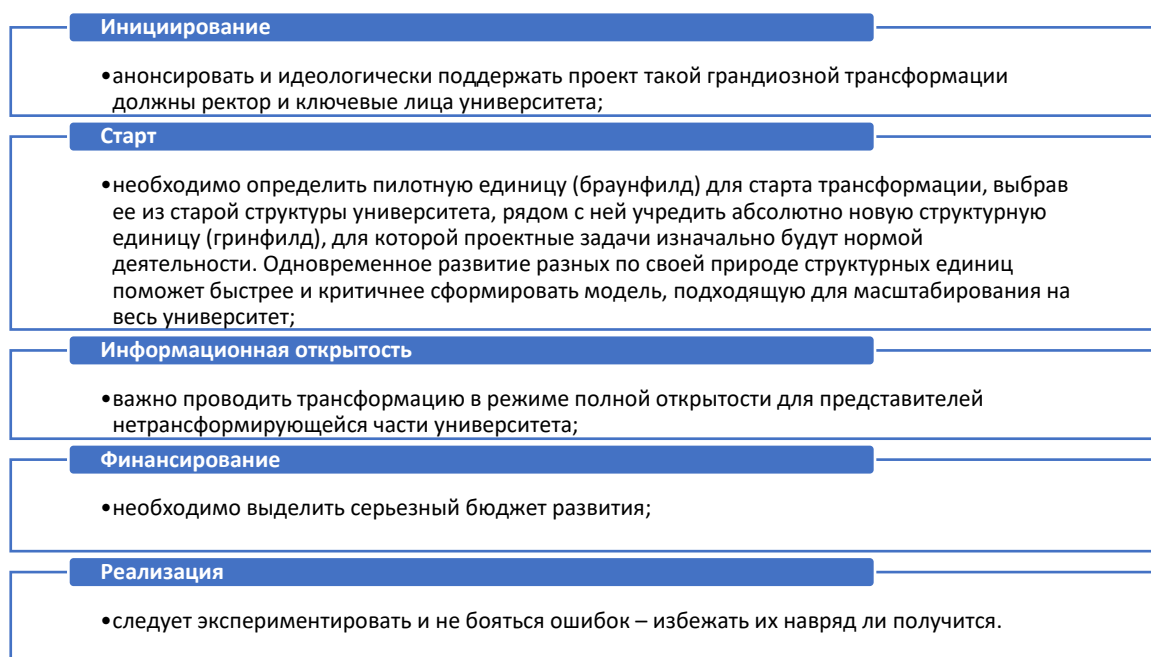 Инициирование
•анонсировать и идеологически поддержать проект такой грандиозной трансформации
должны ректор и ключевые лица университета;
Старт
•необходимо определить пилотную единицу (браунфилд) для старта трансформации, выбрав
ее из старой структуры университета, рядом с ней учредить абсолютно новую структурную
единицу (гринфилд), для которой проектные задачи изначально будут нормой
деятельности. Одновременное развитие разных по своей природе структурных единиц
поможет быстрее и критичнее сформировать модель, подходящую для масштабирования на
весь университет;
Информационная открытость
•важно проводить трансформацию в режиме полной открытости для представителей
нетрансформирующейся части университета;
Финансирование
•необходимо выделить серьезный бюджет развития;
Реализация
•следует экспериментировать и не бояться ошибок – избежать их навряд ли получится.